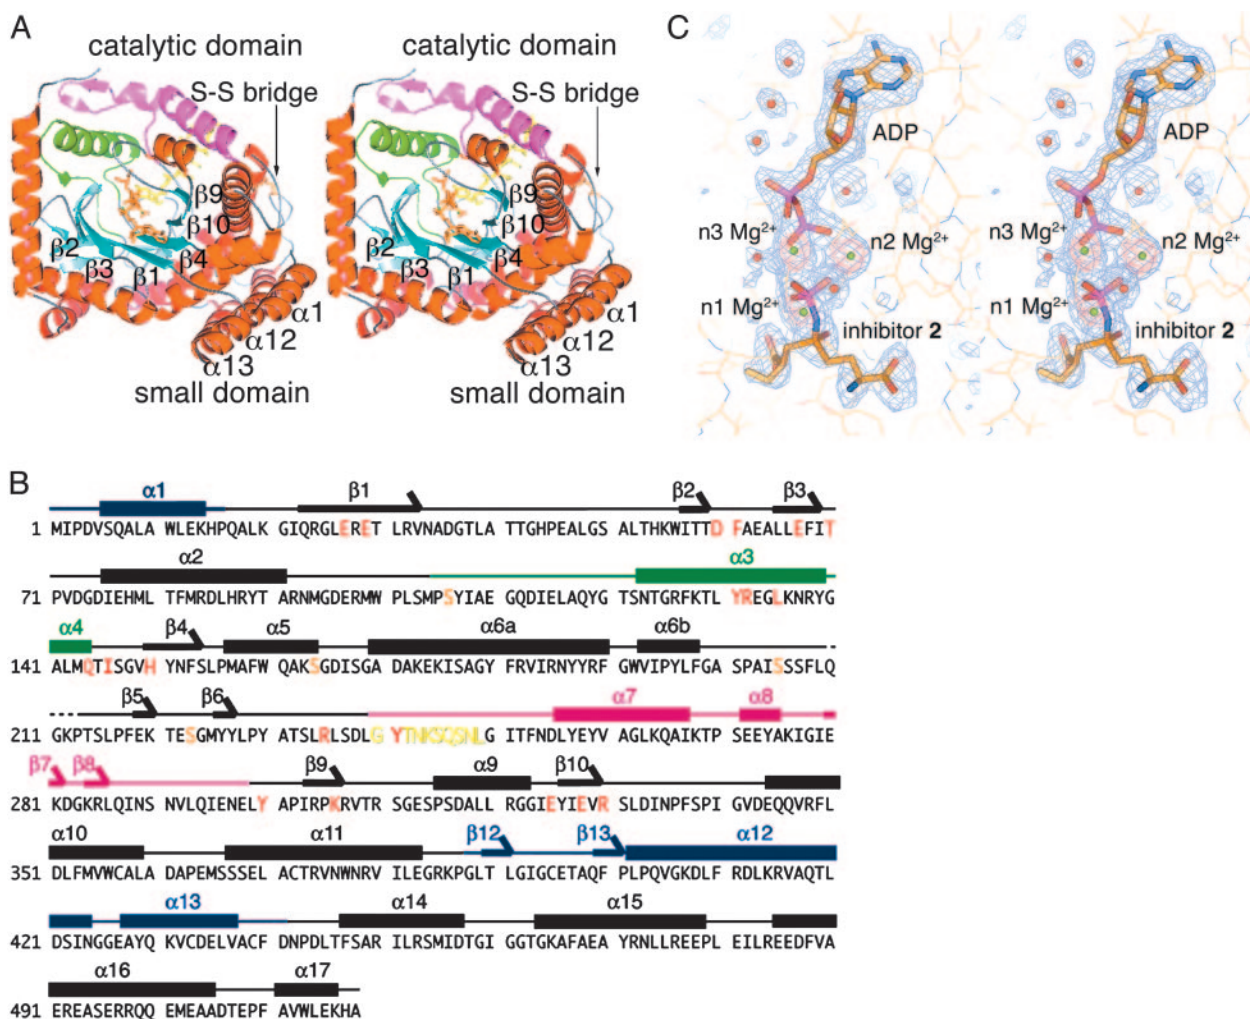 A
catalytic domain
catalytic domain
S-S bridge
S-S bridge
β9
β10
β2
β3
β1
β4
α1
α12
α13
small domain
β9
β10
β2
β3
β1
β4
α1
α12
α13
small domain
C
ADP
ADP
n3 Mg²⁺
n2 Mg²⁺
n3 Mg²⁺
n2 Mg²⁺
n1 Mg²⁺
n1 Mg²⁺
inhibitor 2
inhibitor 2
B
α1 β1 β2 β3
1 MIPDVSQALA WLEKHPQALK GIQRGLERET LRVNADGTLA TTGHPEALGS ALTHKWITTD FAEALLEFIT
α2 α3
71 PVDGDIEHML TFMRDLHRYT ARNMGDERMW PLSMPSYIAE GQDIELAQYG TSNTGRFKTL YREGLKNRYG
α4 β4 α5 α6a α6b
141 ALMQTISGVH YNFSLPMAFW QAKSGDISGA DAKEKISAGY FRVIRNYYRF GWVIPYLFGA SPAISSSFLQ
β5 β6 α7 α8
211 GKPTSLPFEK TESGMYYLPY ATSLRLSDLG YTNKSQSNLG ITFNDLYEYV AGLKQAIKTP SEEYAKIGIE
β7 β8 β9 α9 β10
281 KDGKRLQINS NVLQIENELY APIRPKRVTR SGESPSDALL RGGIEYIEVR SLDINPFSPI GVDEQQVRFL
α10 α11 β12 β13 α12
351 DLFMVWCALA DAPEMSSSEL ACTRVNWNRV ILEGRKPGLT LGIGCETAQF PLPQVGKDLF RDLKRVAQTL
α13 α14 α15
421 DSINGGEAYQ KVCDELVACF DNPDLTFSAR ILRSMIDTGI GGTGKAFAEA YRNLLREEPL EILREEDFVA
α16 α17
491 EREASERRQQ EMEAADTEPF AVWLEKHA